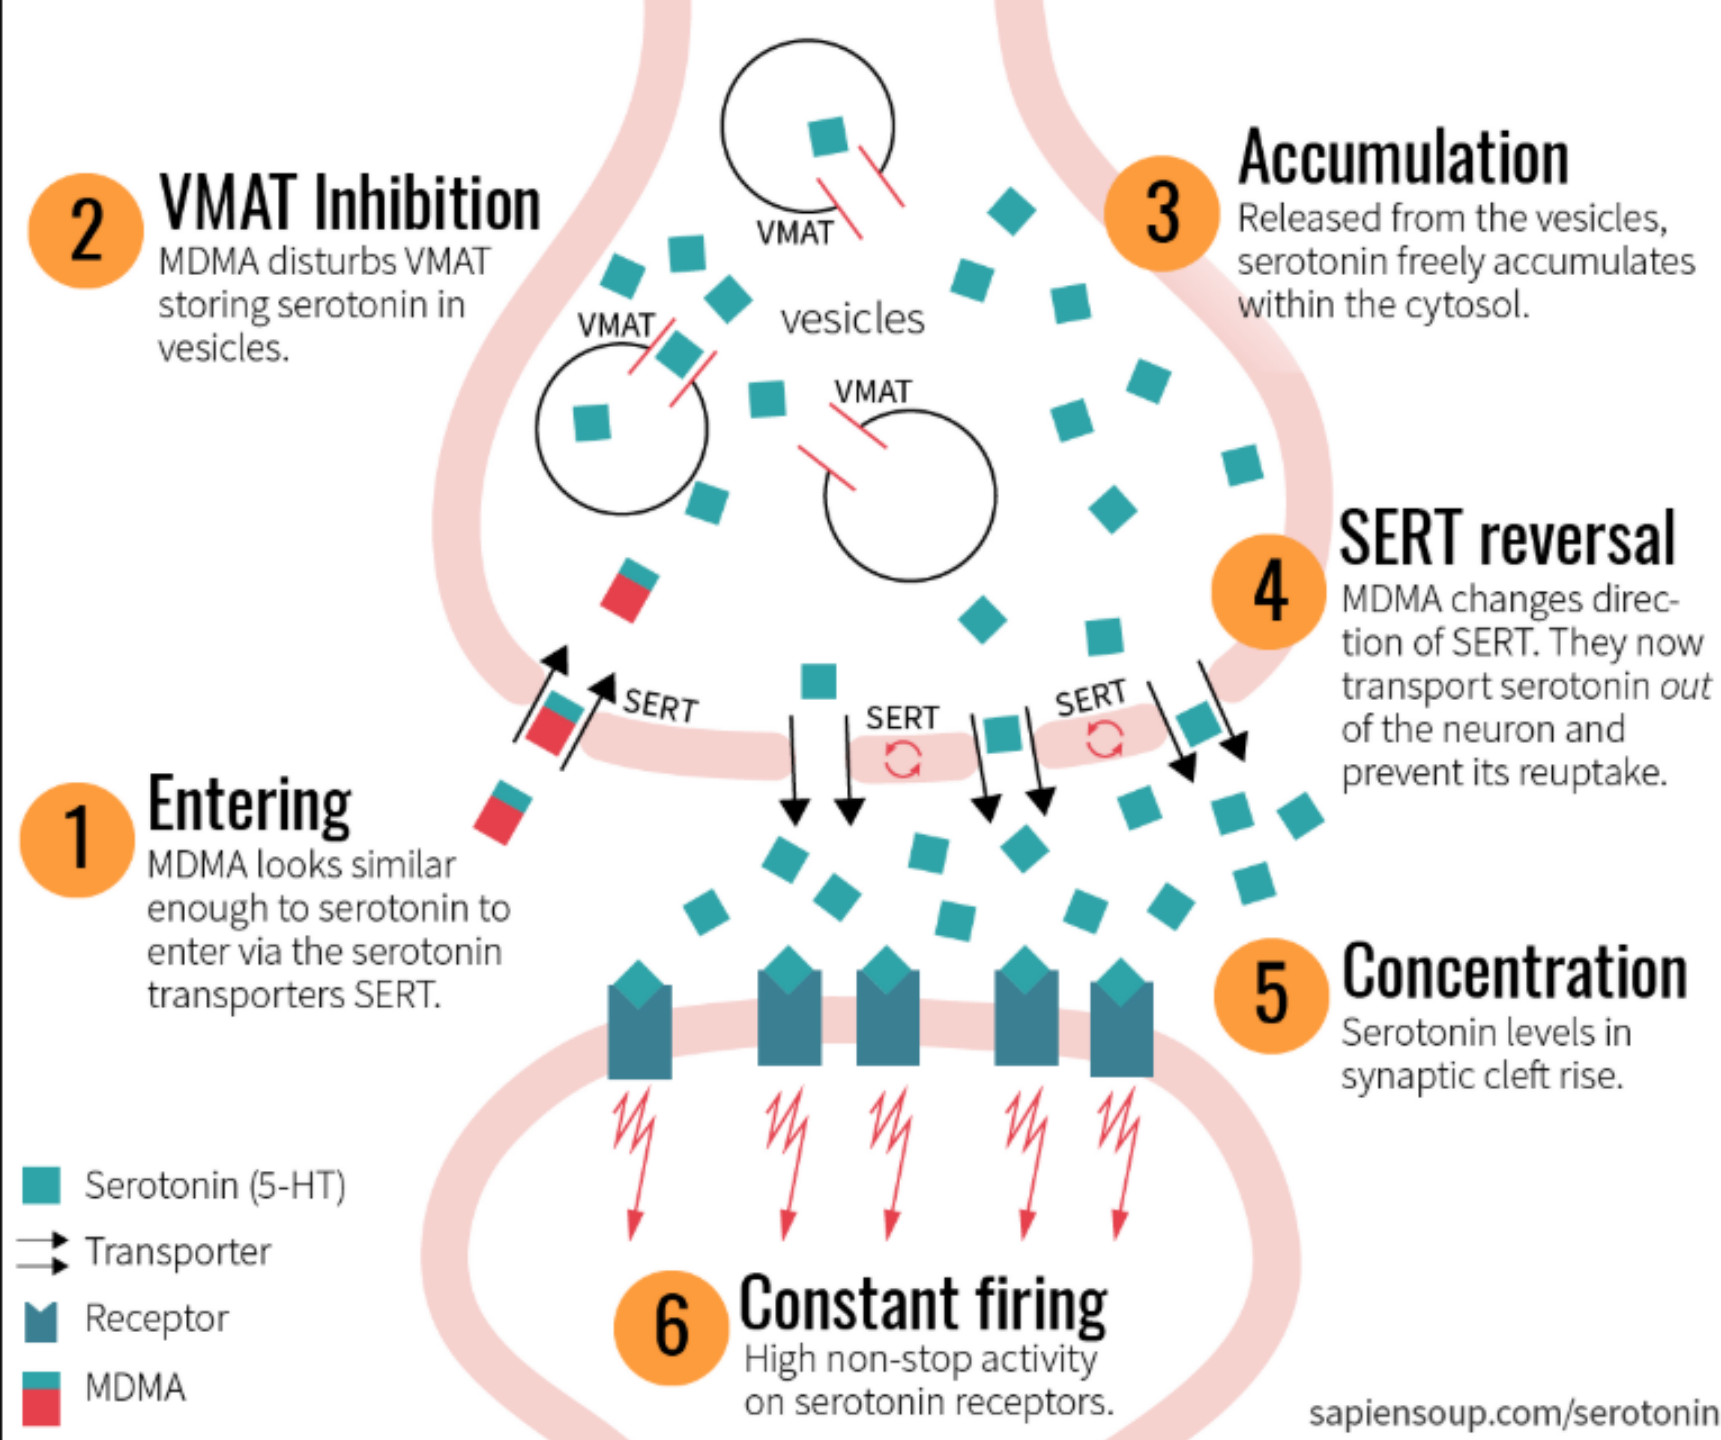 2
VMAT Inhibition
MDMA disturbs VMAT
storing serotonin in
vesicles.
VMAT
VMAT
vesicles
VMAT
3
Accumulation
Released from the vesicles,
serotonin freely accumulates
within the cytosol.
4
SERT reversal
MDMA changes direc-
tion of SERT. They now
transport serotonin out
of the neuron and
prevent its reuptake.
SERT
SERT
SERT
1
Entering
MDMA looks similar
enough to serotonin to
enter via the serotonin
transporters SERT.
5
Concentration
Serotonin levels in
synaptic cleft rise.
Serotonin (5-HT)
Transporter
Receptor
MDMA
6
Constant firing
High non-stop activity
on serotonin receptors.
sapiensoup.com/serotonin